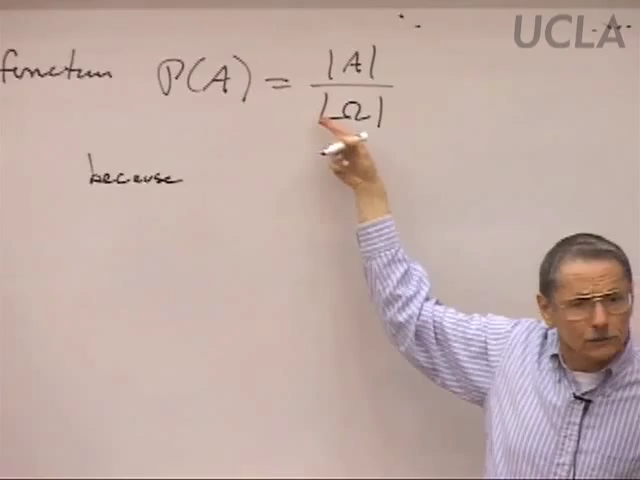 UCLA
function P(A) = |A| / |Ω|
because